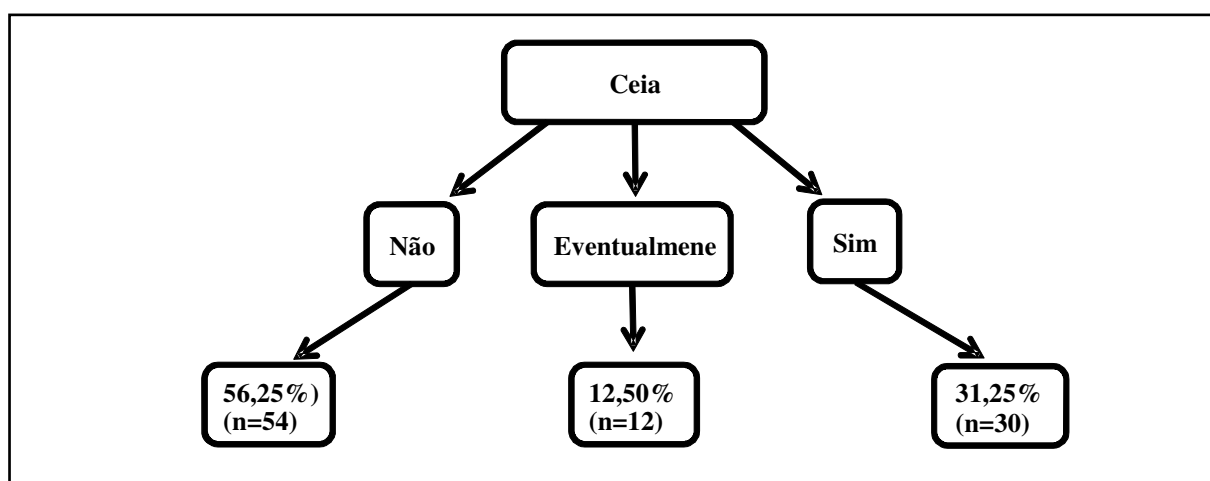 Ceia
Não
Eventualmene
Sim
56,25%)
(n=54)
12,50%
(n=12)
31,25%
(n=30)